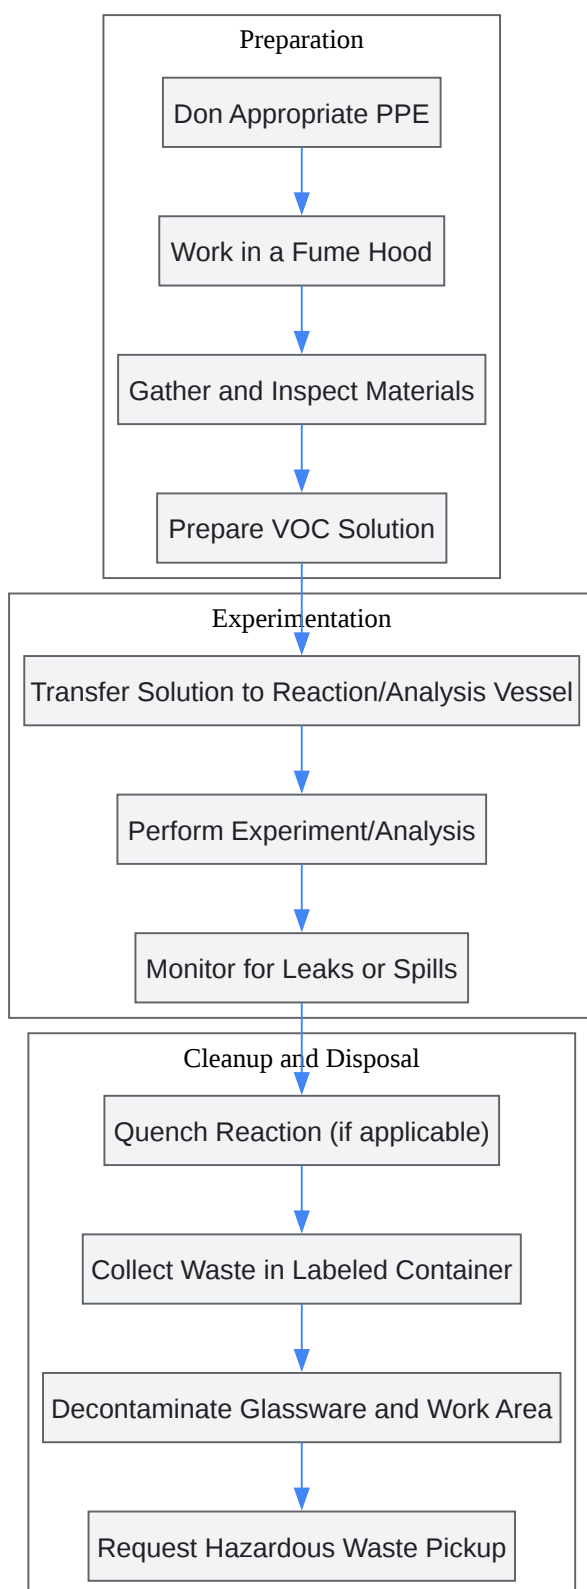 Preparation
Don Appropriate PPE
Work in a Fume Hood
Gather and Inspect Materials
Prepare VOC Solution
Experimentation
Transfer Solution to Reaction/Analysis Vessel
Perform Experiment/Analysis
Monitor for Leaks or Spills
Cleanup and Disposal
Quench Reaction (if applicable)
Collect Waste in Labeled Container
Decontaminate Glassware and Work Area
Request Hazardous Waste Pickup